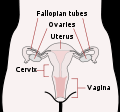 Fallopian tubes
Ovaries
Uterus
Cervix
Vagina